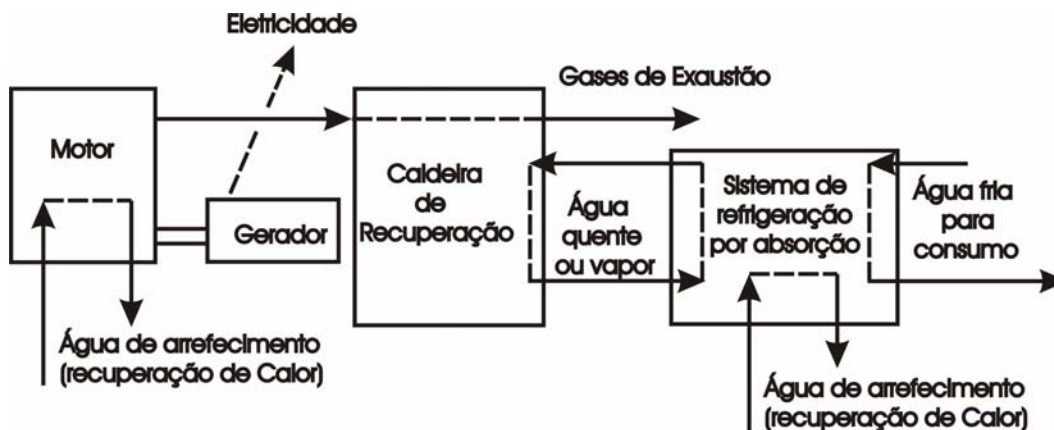 Eletricidade
Gases de Exaustão
Motor
Caldeira
de
Recuperação
Gerador
Água
quente
ou vapor
Sistema de
refrigeração
por absorção
Água fria
para
consumo
Água de arrefecimento
(recuperação de Calor)
Água de arrefecimento
(recuperação de Calor)